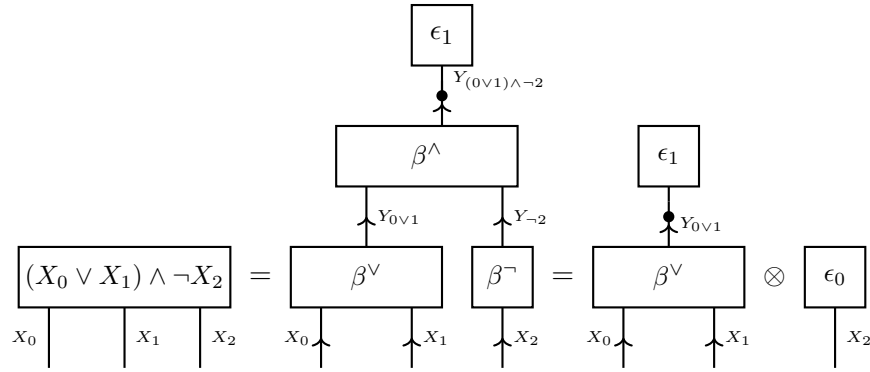 ϵ₁
Y₍₀∨₁₎∧¬₂
β^∧
ϵ₁
Y₀∨₁ Y¬₂ Y₀∨₁
(X₀ ∨ X₁) ∧ ¬X₂ = β^∨ β^¬ = β^∨ ⊗ ϵ₀
X₀ X₁ X₂ X₀ X₁ X₂ X₀ X₁ X₂